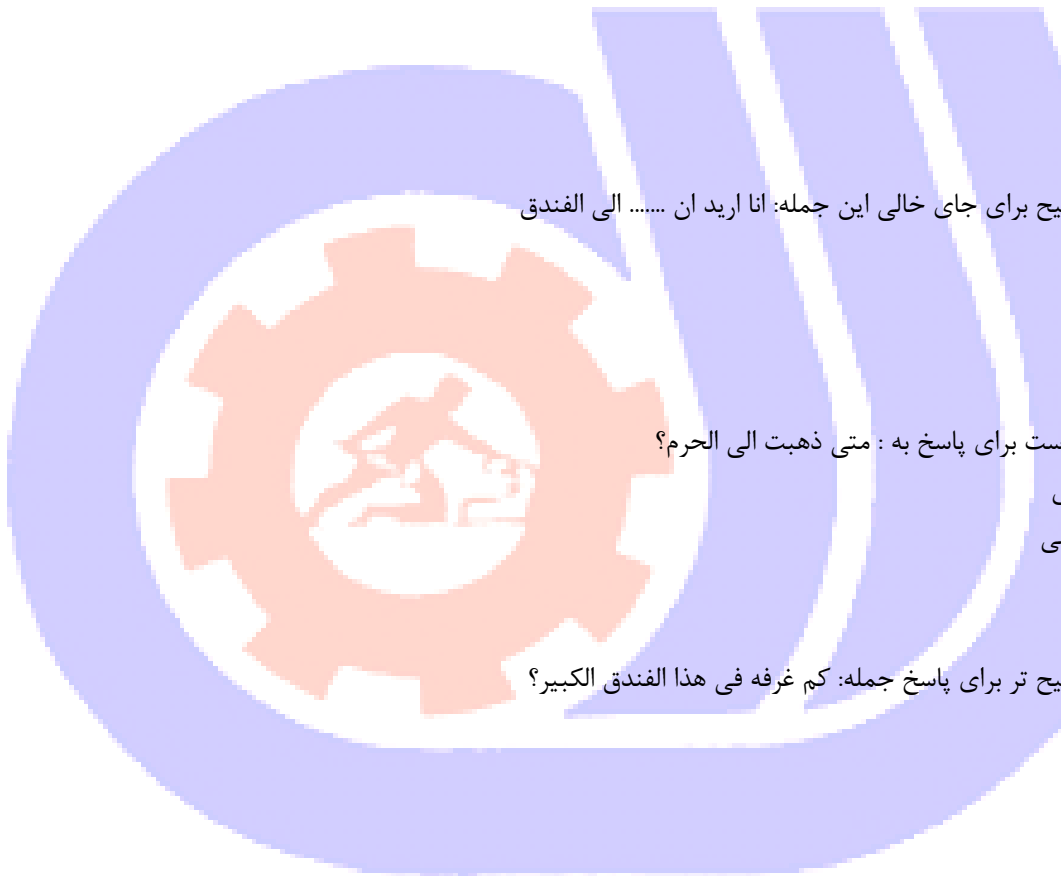 یح برای جای خالی این جمله: انا ارید ان ....... الی الفندق
ست برای پاسخ به : متی ذهبت الی الحرم؟
ی
یح تر برای پاسخ جمله: کم غرفه فی هذا الفندق الکبیر؟